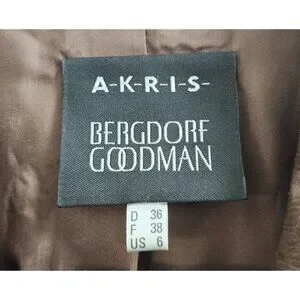 A-K-R-I-S-
BERGDORF
GOODMAN
D 36
F 38
US 6